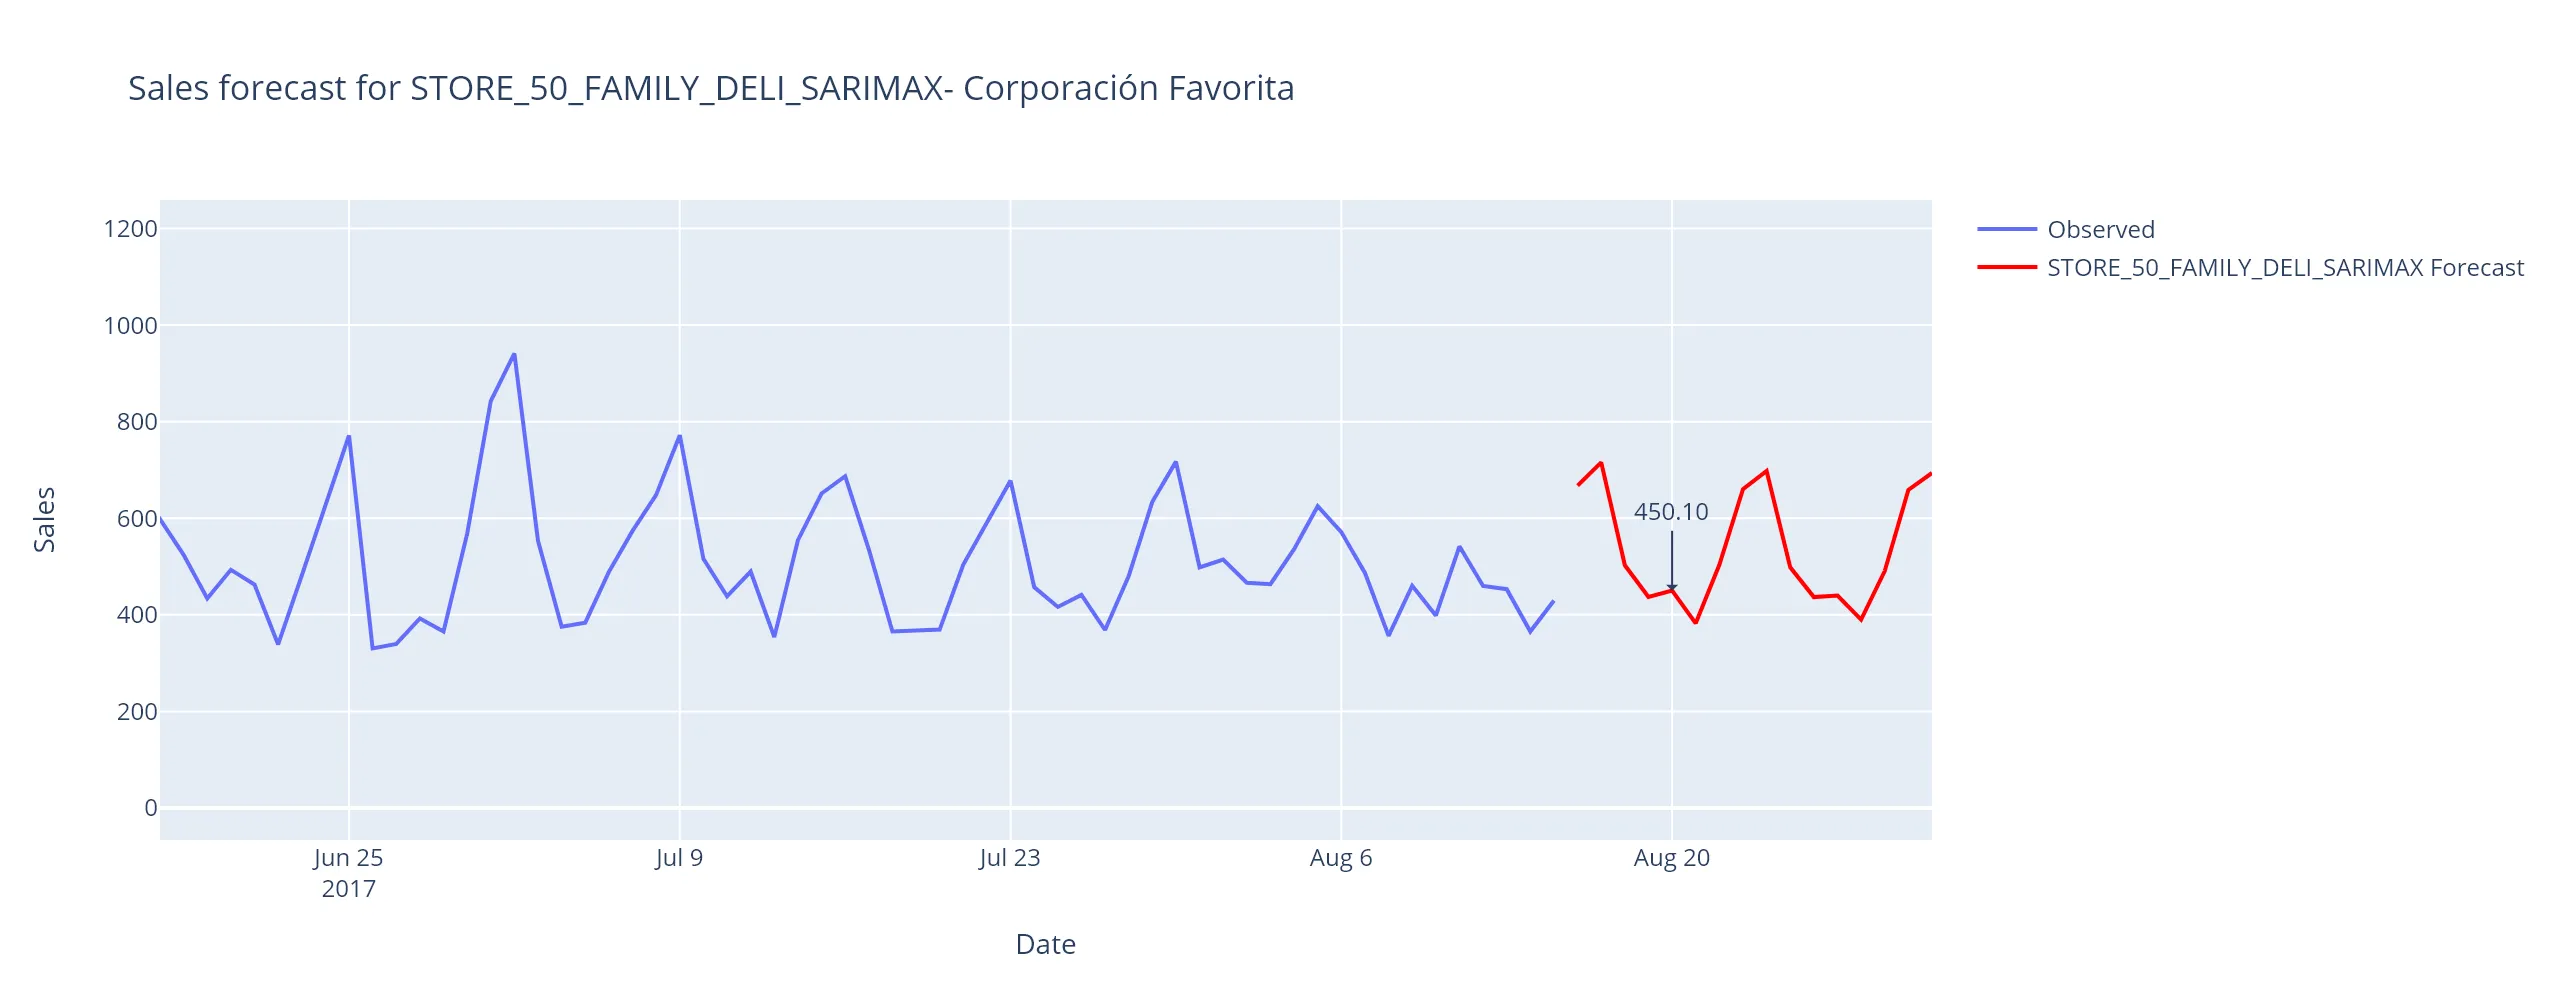 Sales forecast for STORE_50_FAMILY_DELI_SARIMAX- Corporación Favorita
Observed
STORE_50_FAMILY_DELI_SARIMAX Forecast
1200
1000
800
600
400
200
0
Sales
450.10
Jun 25
2017
Jul 9
Jul 23
Aug 6
Aug 20
Date